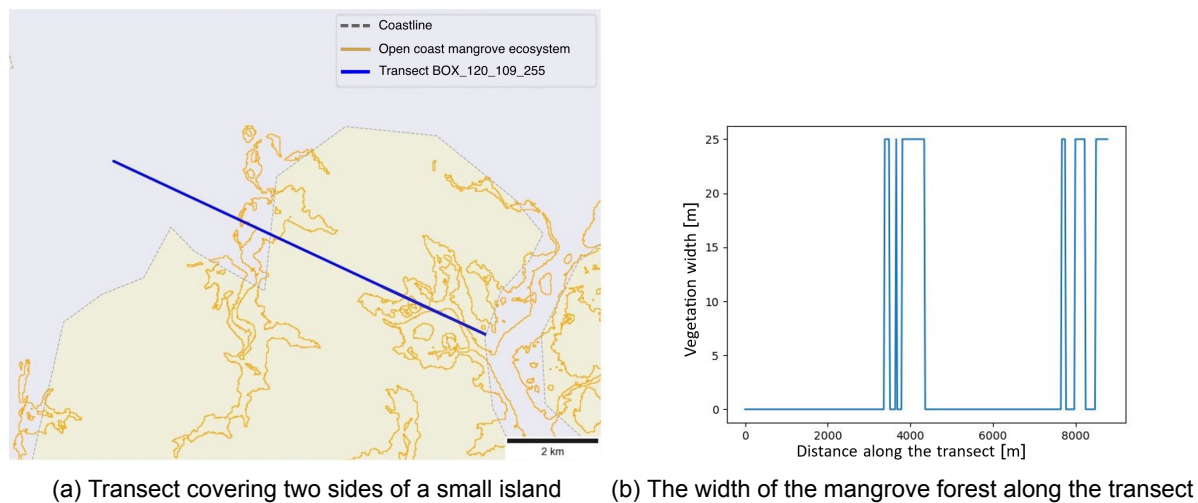 Coastline
Open coast mangrove ecosystem
Transect BOX_120_109_255
2 km
25
20
15
10
5
0
Vegetation width [m]
0 2000 4000 6000 8000
Distance along the transect [m]
(a) Transect covering two sides of a small island
(b) The width of the mangrove forest along the transect